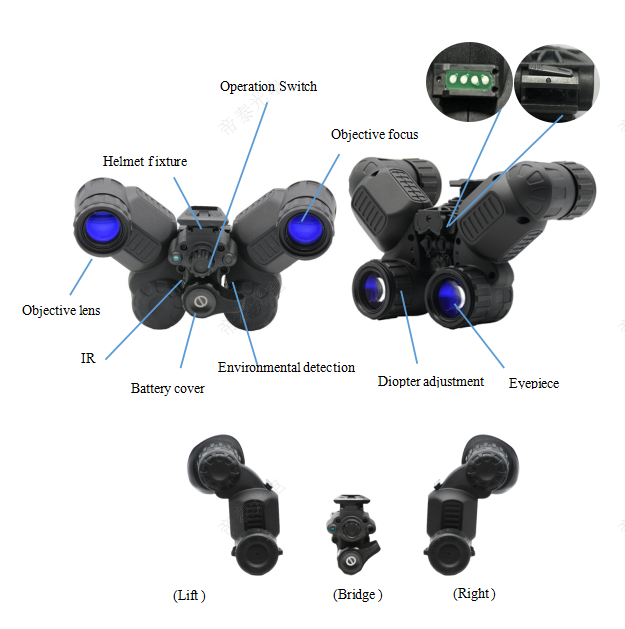 Operation Switch
Objective focus
Helmet fixture
Objective lens
IR
Environmental detection
Battery cover
Diopter adjustment
Eyepiece
(Lift)
(Bridge)
(Right)